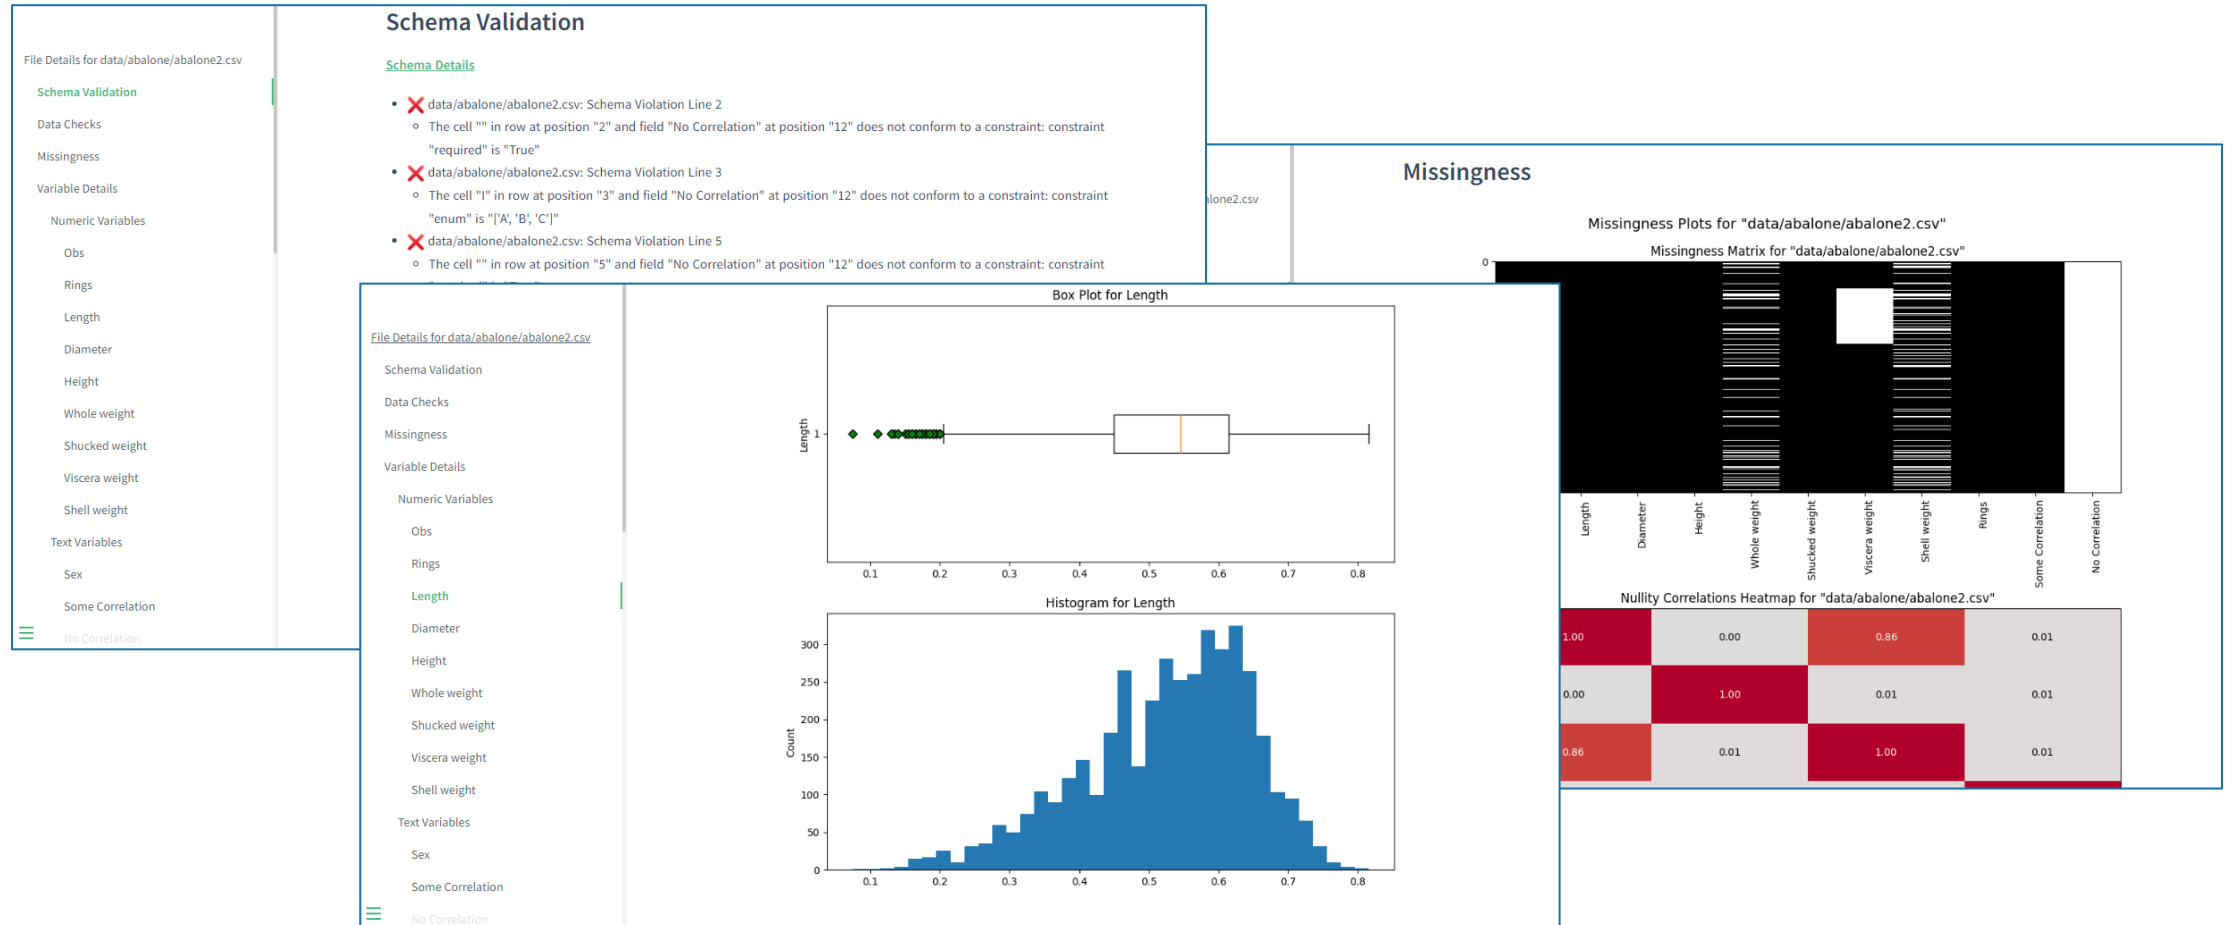 Schema Validation
File Details for data/abalone/abalone2.csv
Schema Validation
Data Checks
Missingness
Variable Details
Numeric Variables
Obs
Rings
Length
Diameter
Height
Whole weight
Shucked weight
Viscera weight
Shell weight
Text Variables
Sex
Some Correlation
No Correlation
Schema Details
❌ data/abalone/abalone2.csv: Schema Violation Line 2
The cell "" in row at position "2" and field "No Correlation" at position "12" does not conform to a constraint: constraint
"required" is "True"
❌ data/abalone/abalone2.csv: Schema Violation Line 3
The cell "I" in row at position "3" and field "No Correlation" at position "12" does not conform to a constraint: constraint
"enum" is "['A', 'B', 'C']"
❌ data/abalone/abalone2.csv: Schema Violation Line 5
The cell "" in row at position "5" and field "No Correlation" at position "12" does not conform to a constraint: constraint
File Details for data/abalone/abalone2.csv
Schema Validation
Data Checks
Missingness
Variable Details
Numeric Variables
Obs
Rings
Length
Diameter
Height
Whole weight
Shucked weight
Viscera weight
Shell weight
Text Variables
Sex
Some Correlation
No Correlation
Box Plot for Length
Length
1
0.1 0.2 0.3 0.4 0.5 0.6 0.7 0.8
Histogram for Length
Count
300
250
200
150
100
50
0
0.1 0.2 0.3 0.4 0.5 0.6 0.7 0.8
lone2.csv
Missingness
Missingness Plots for "data/abalone/abalone2.csv"
Missingness Matrix for "data/abalone/abalone2.csv"
0
Length
Diameter
Height
Whole weight
Shucked weight
Viscera weight
Shell weight
Rings
Some Correlation
No Correlation
Nullity Correlations Heatmap for "data/abalone/abalone2.csv"
1.00 0.00 0.86 0.01
0.00 1.00 0.01 0.01
0.86 0.01 1.00 0.01